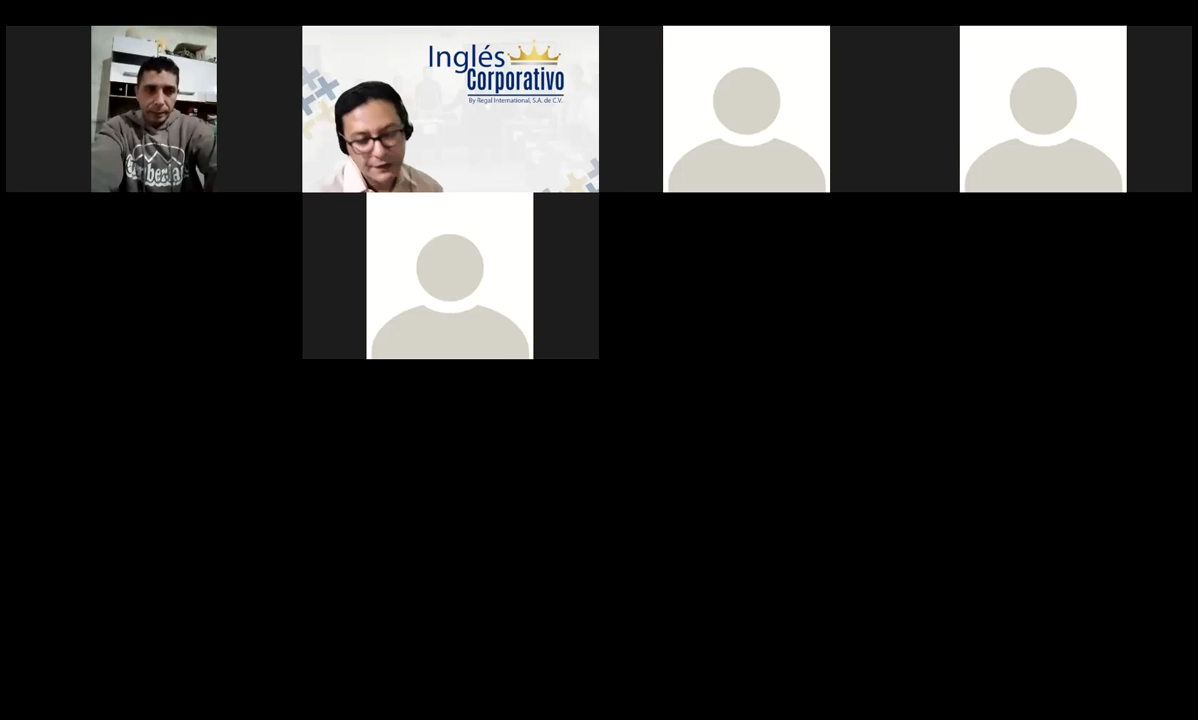 Inglés
Corporativo
By Regal International, S.A. de C.V.